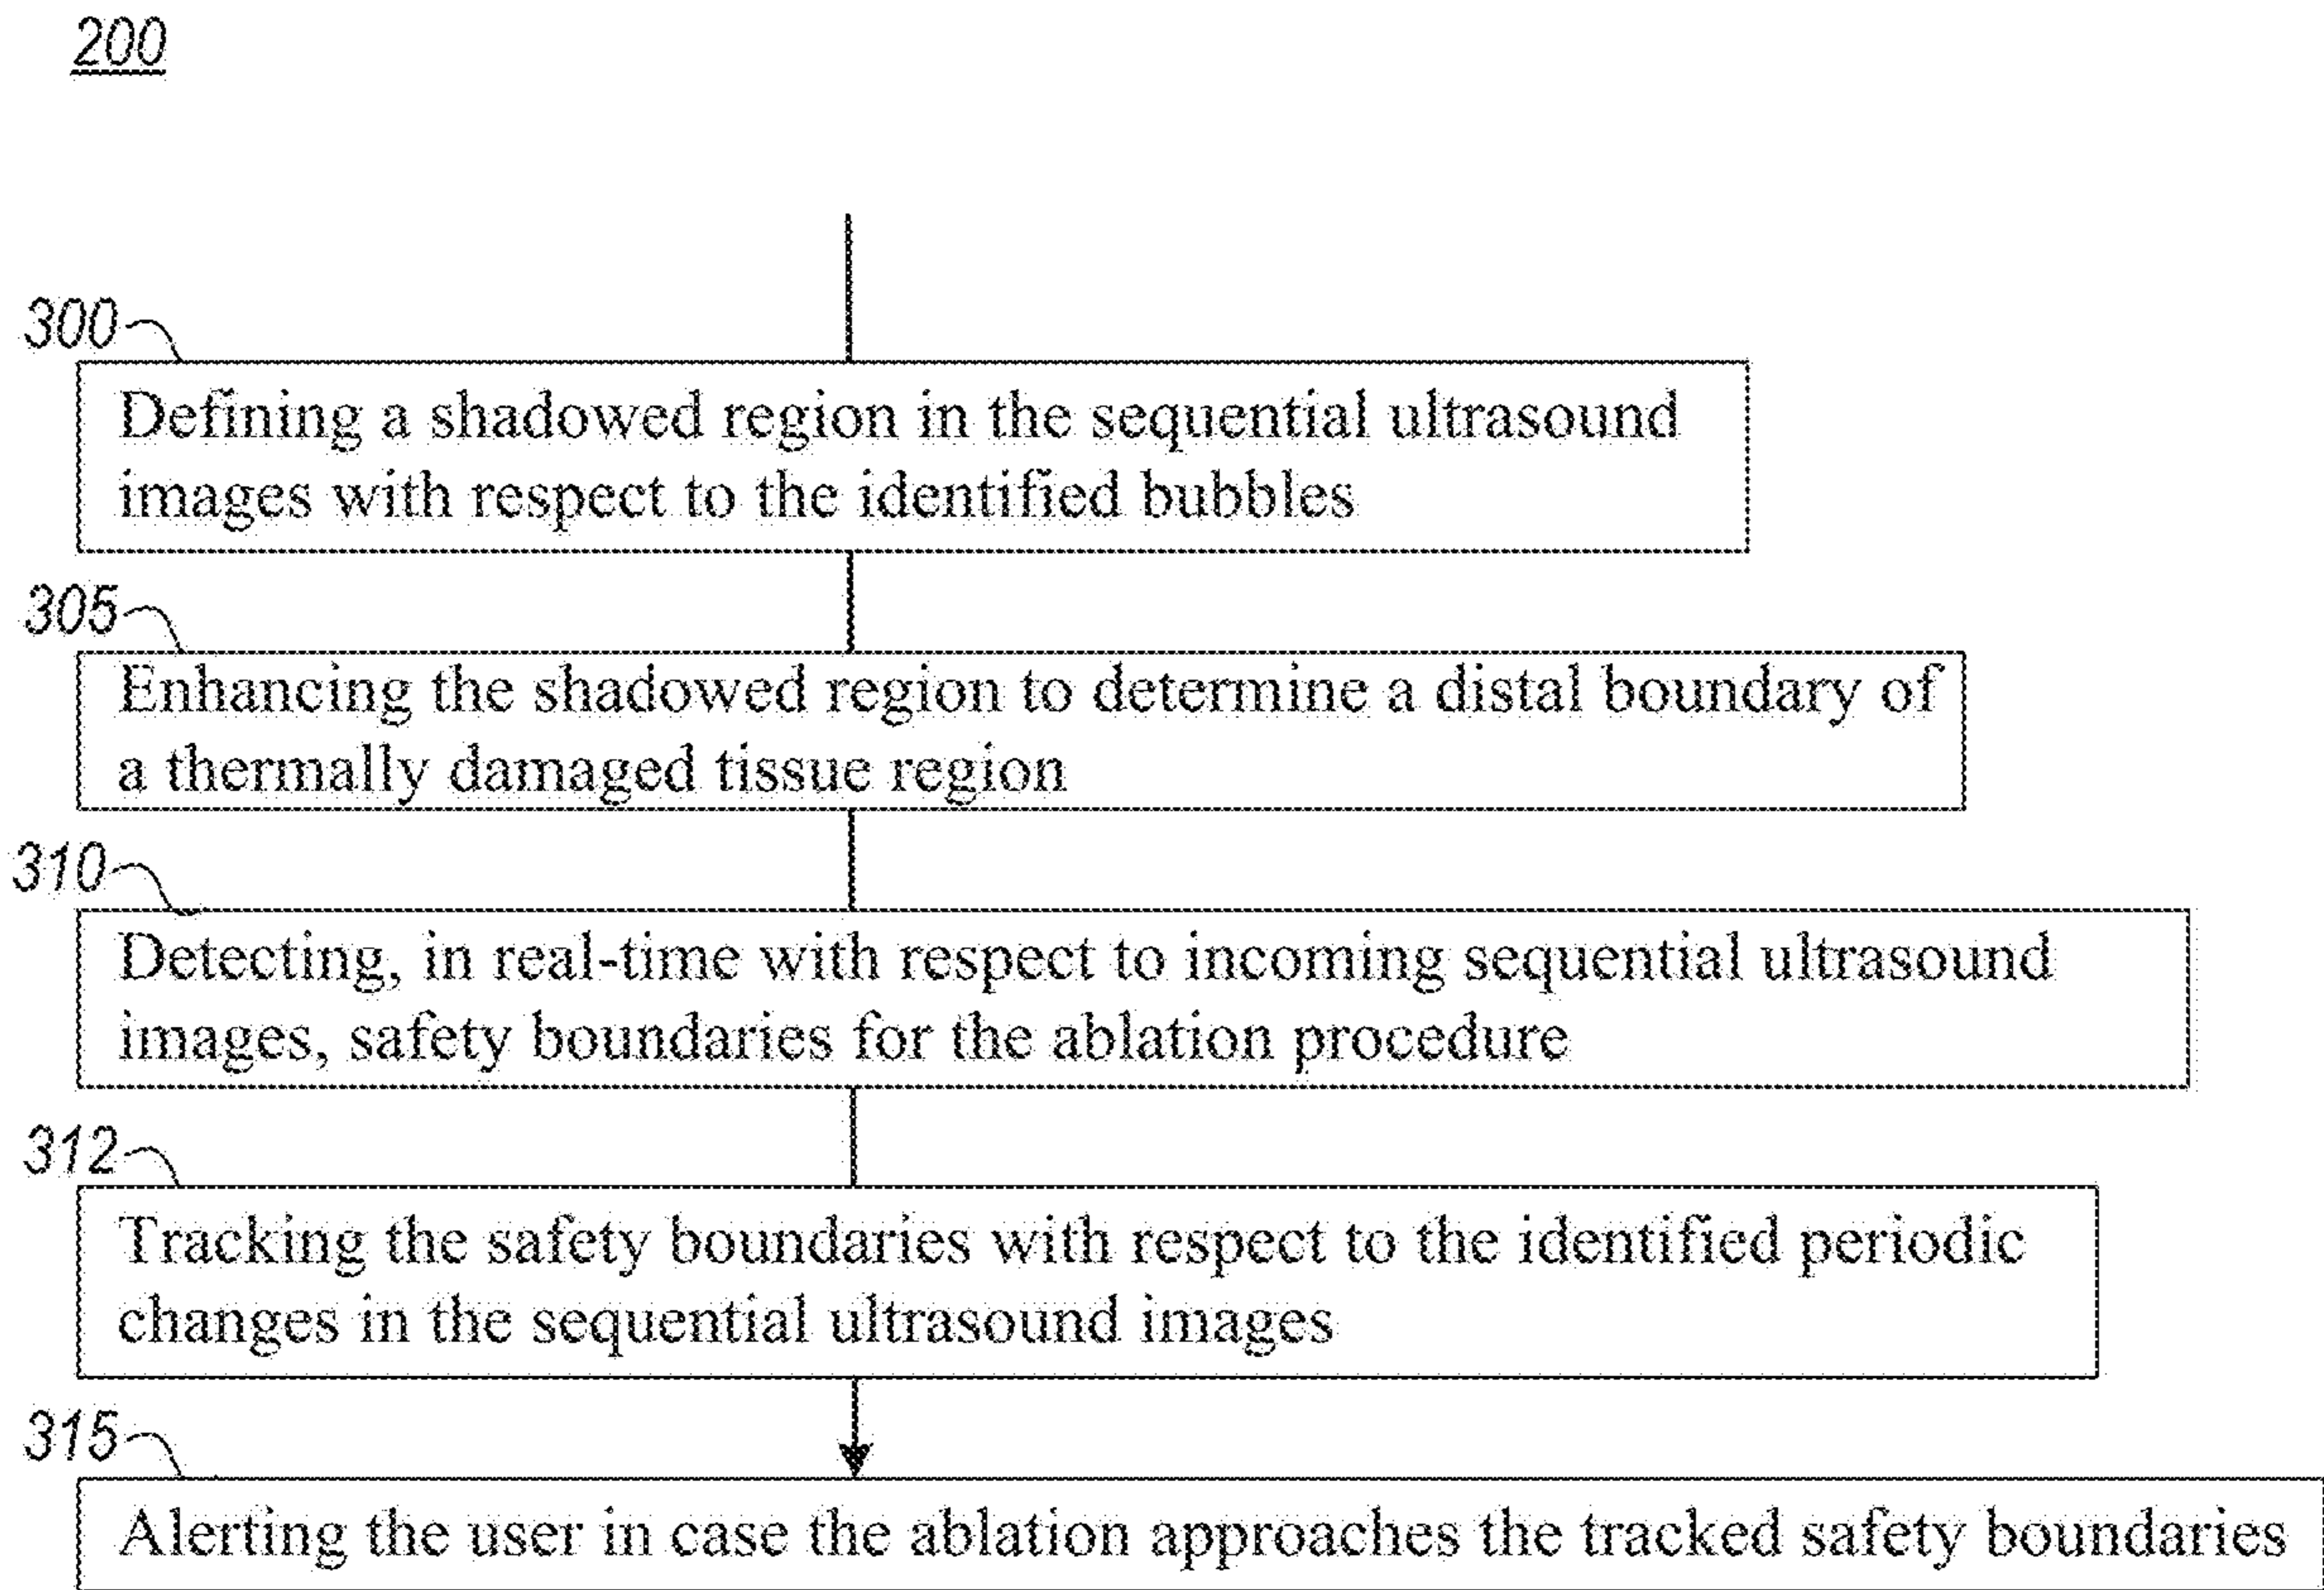 200
300
Defining a shadowed region in the sequential ultrasound
images with respect to the identified bubbles
305
Enhancing the shadowed region to determine a distal boundary of
a thermally damaged tissue region
310
Detecting, in real-time with respect to incoming sequential ultrasound
images, safety boundaries for the ablation procedure
312
Tracking the safety boundaries with respect to the identified periodic
changes in the sequential ultrasound images
315
Alerting the user in case the ablation approaches the tracked safety boundaries